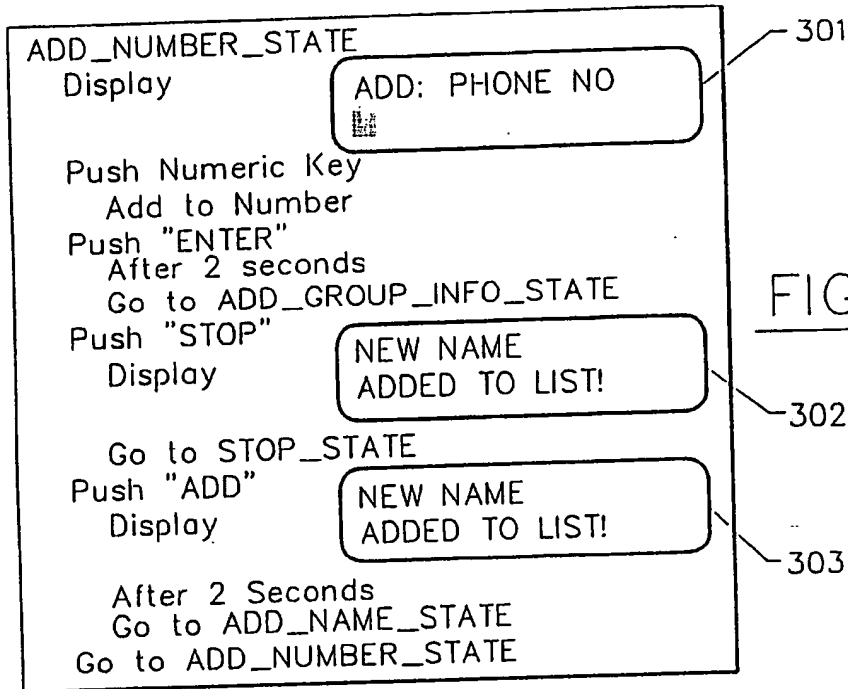 ADD_NUMBER_STATE
301
Display
ADD: PHONE NO
Push Numeric Key
Add to Number
Push "ENTER"
After 2 seconds
Go to ADD_GROUP_INFO_STATE
FIG
Push "STOP"
Display
NEW NAME
ADDED TO LIST!
302
Go to STOP_STATE
Push "ADD"
Display
NEW NAME
ADDED TO LIST!
303
After 2 Seconds
Go to ADD_NAME_STATE
Go to ADD_NUMBER_STATE